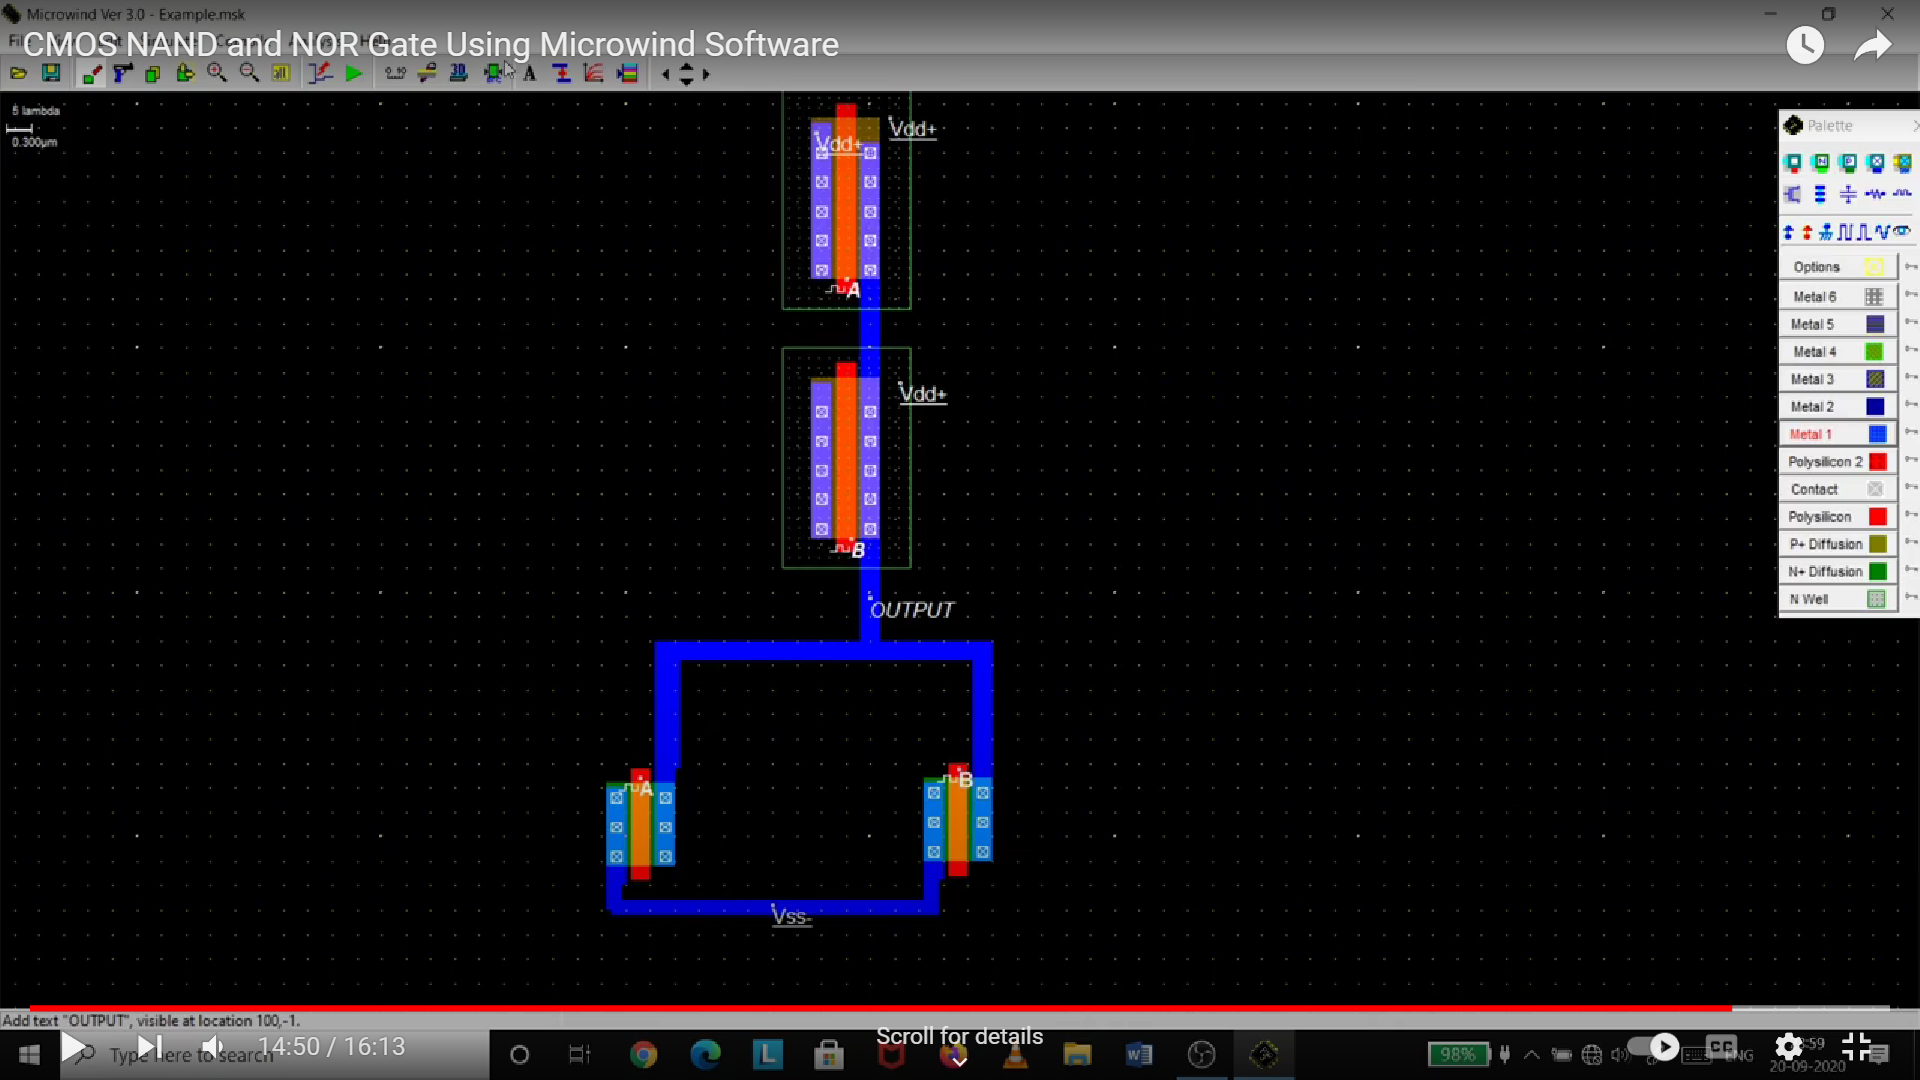 Microwind Ver 3.0 - Example.msk
CMOS NAND and NOR Gate Using Microwind Software
5 lambda
0.300µm
Vdd+
Vdd+
A
Vdd+
B
OUTPUT
A
B
Vss-
Palette
Options
Metal 6
Metal 5
Metal 4
Metal 3
Metal 2
Metal 1
Polysilicon 2
Contact
Polysilicon
P+ Diffusion
N+ Diffusion
N Well
Add text "OUTPUT", visible at location 100,-1.
Scroll for details
Type here to search
14:50 / 16:13
98%
CC
ENG
20-09-2020